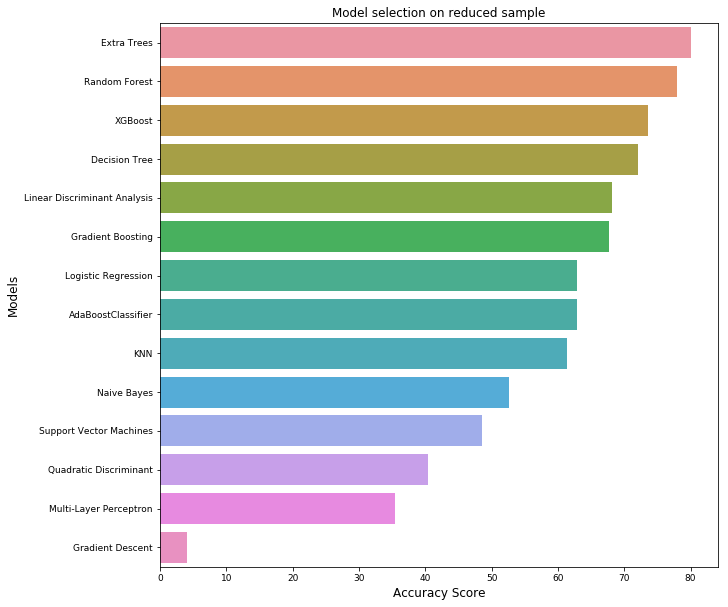 Model selection on reduced sample
Models
Extra Trees
Random Forest
XGBoost
Decision Tree
Linear Discriminant Analysis
Gradient Boosting
Logistic Regression
AdaBoostClassifier
KNN
Naive Bayes
Support Vector Machines
Quadratic Discriminant
Multi-Layer Perceptron
Gradient Descent
0 10 20 30 40 50 60 70 80
Accuracy Score